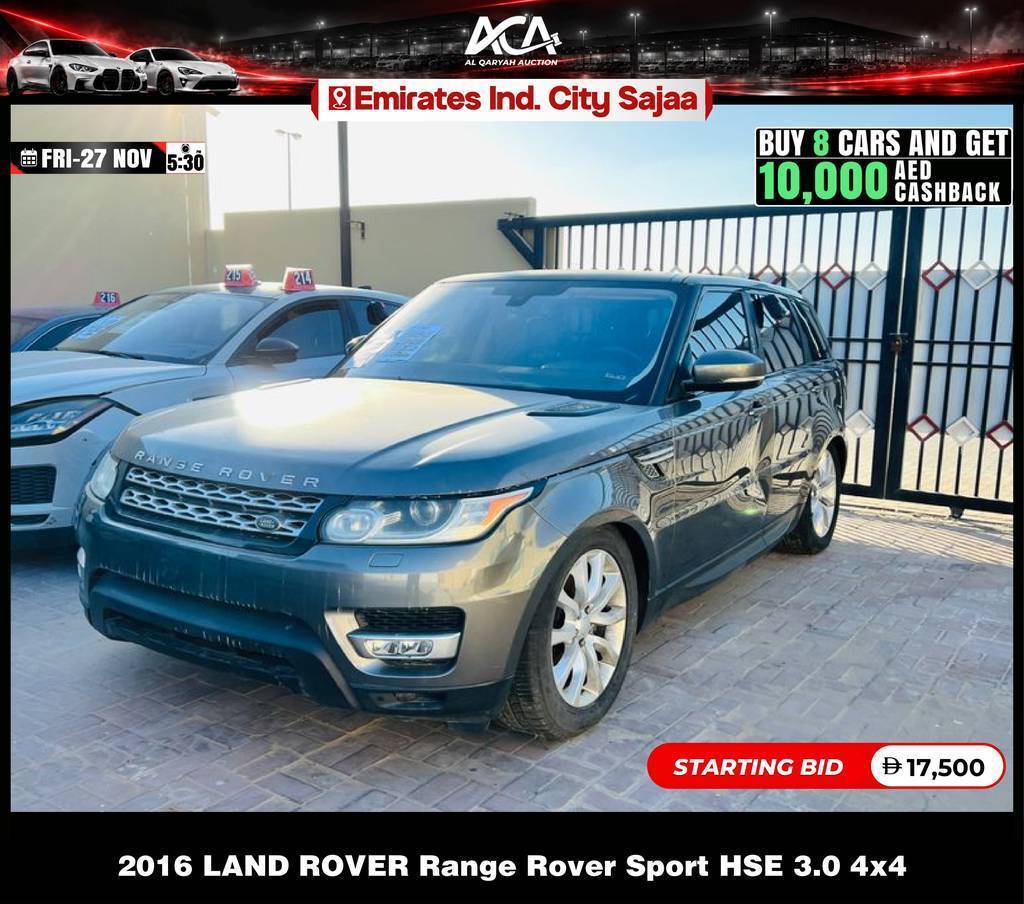 ACA
AL QARYAH AUCTION
Emirates Ind. City Sajaa
FRI-27 NOV 5:30
BUY 8 CARS AND GET
10,000 AED CASHBACK
215
214
216
RANGE ROVER
STARTING BID 17,500
2016 LAND ROVER Range Rover Sport HSE 3.0 4x4